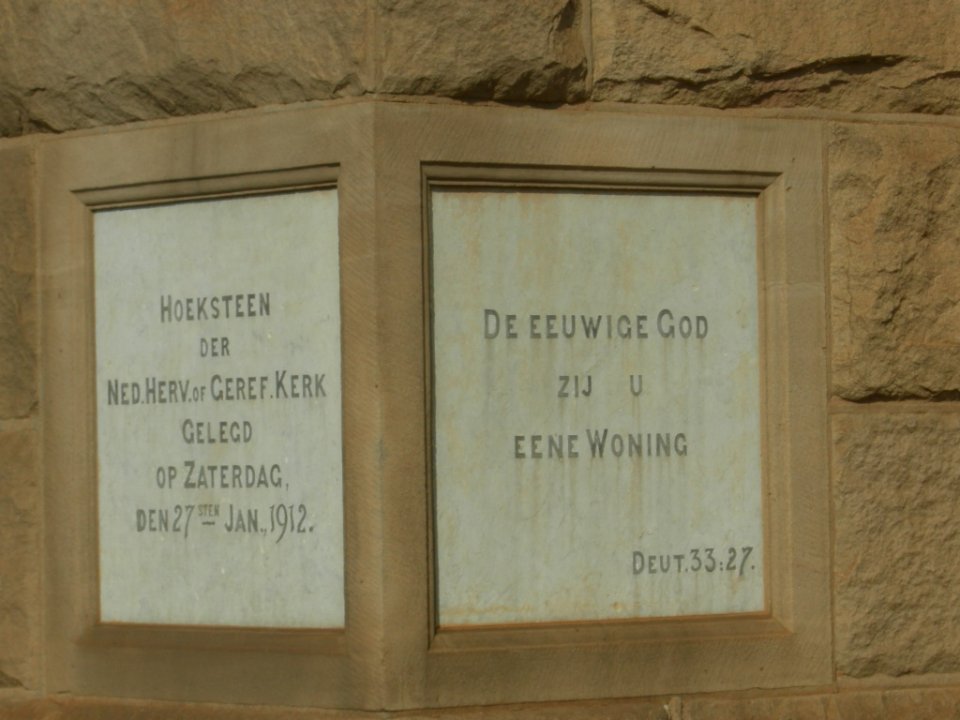 HOEKSTEEN
DER
NED.HERV.OF GEREF.KERK
GELEGD
OP ZATERDAG,
DEN 27STEN JAN., 1912.
DE EEUWIGE GOD
ZIJ U
EENE WONING
DEUT.33:27.